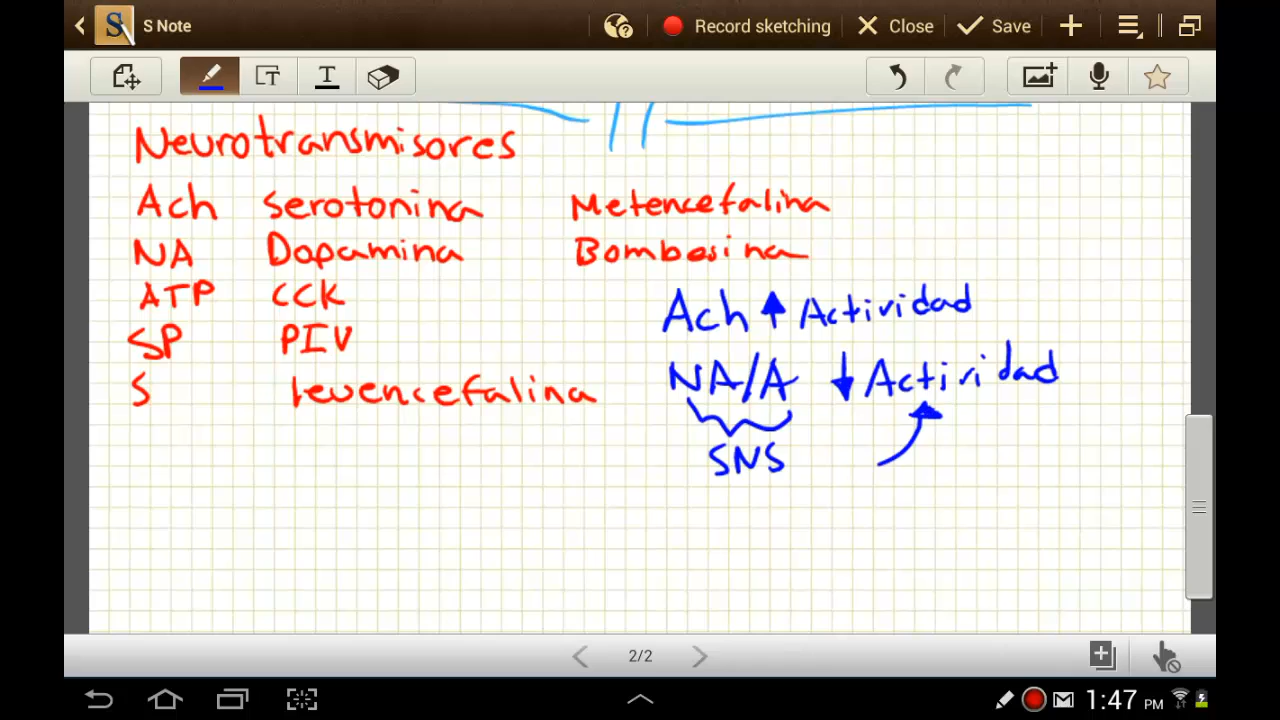 S Note
Record sketching
Close
Save
Neurotransmisores
Ach serotonina Metencefalina
NA Dopamina Bombesina
ATP CCK
Ach ↑ Actividad
SP PIV
NA/A ↓ Actividad
S leuencefalina
SNS
2/2
1:47 PM